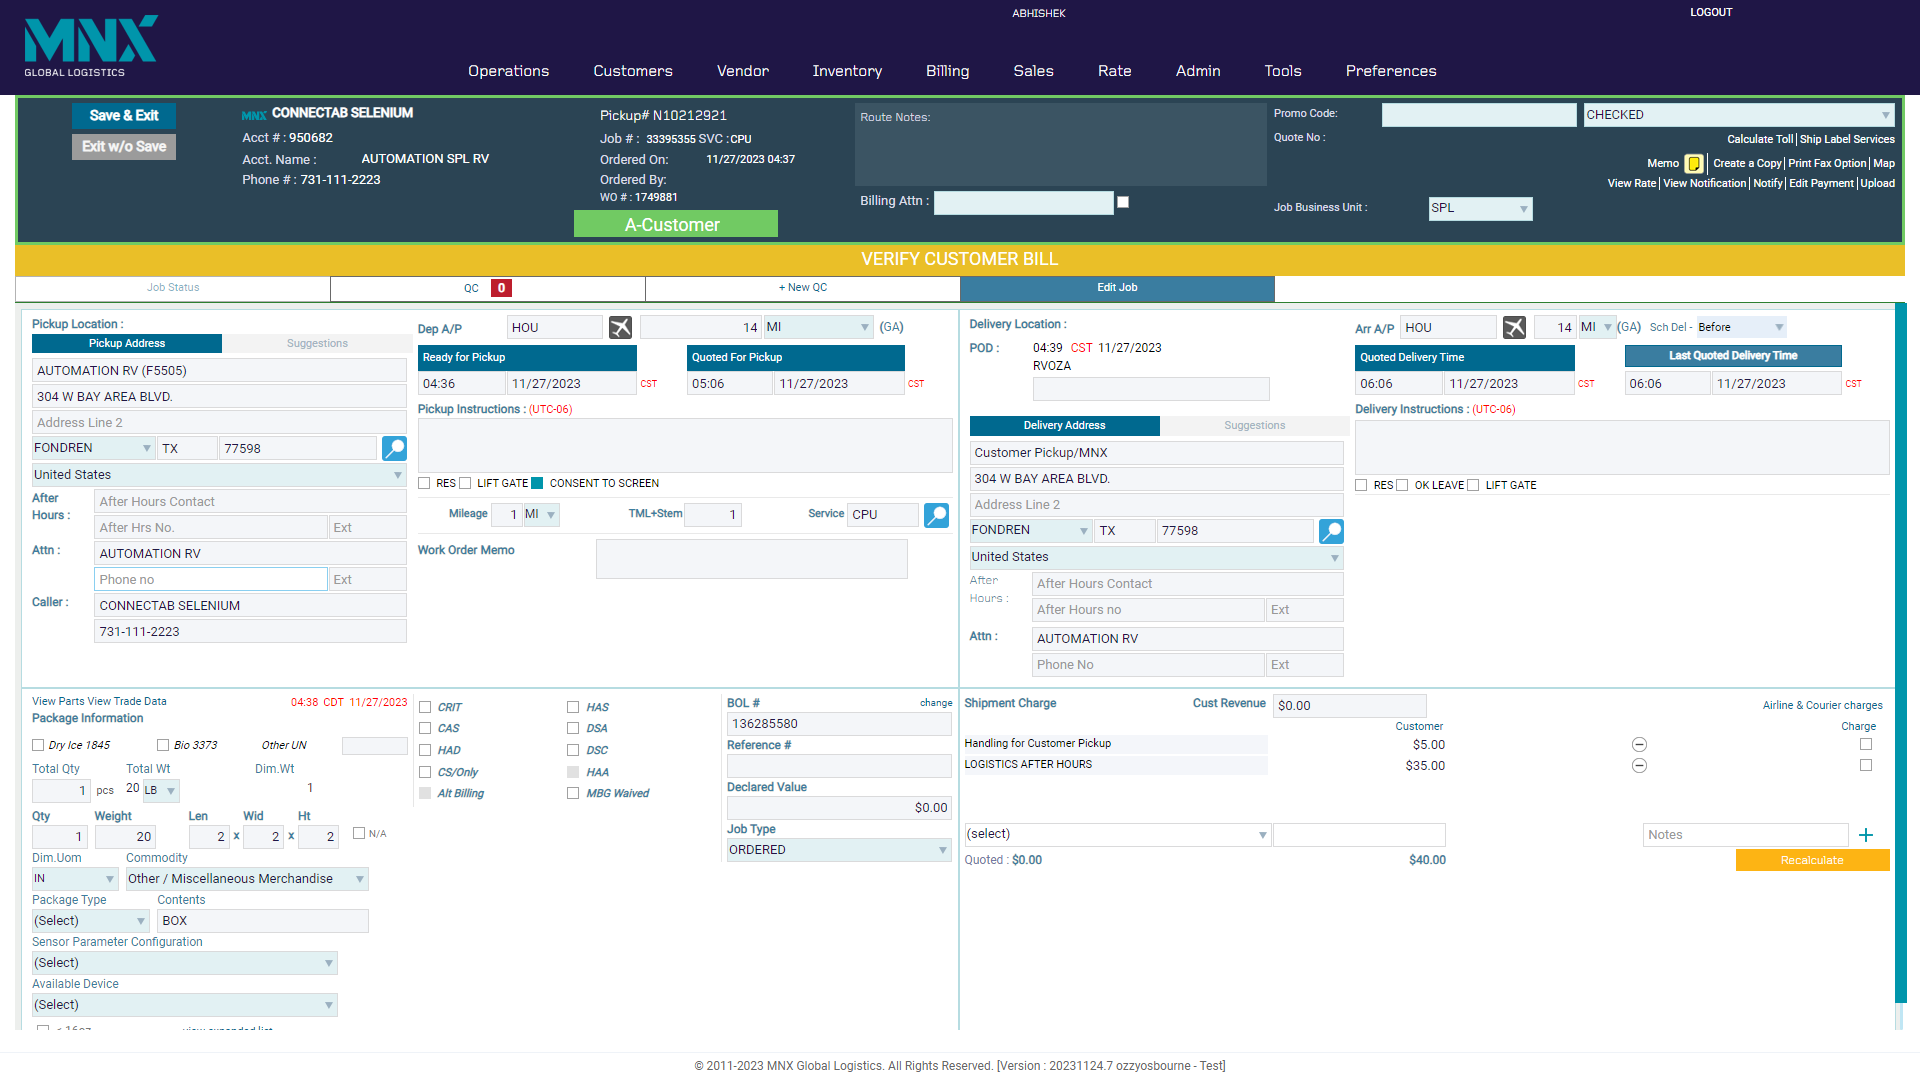 ABHISHEK
LOGOUT
MNX
GLOBAL LOGISTICS
Operations Customers Vendor Inventory Billing Sales Rate Admin Tools Preferences
Save & Exit
Exit w/o Save
MNX CONNECTAB SELENIUM
Acct # : 950682
Acct. Name : AUTOMATION SPL RV
Phone # : 731-111-2223
Pickup# N10212921
Job # : 33395355 SVC : CPU
Ordered On: 11/27/2023 04:37
Ordered By:
WO # : 1749881
A-Customer
Route Notes:
Billing Attn :
Promo Code: CHECKED
Quote No :
Calculate Toll | Ship Label Services
Memo | Create a Copy | Print Fax Option | Map
View Rate | View Notification | Notify | Edit Payment | Upload
Job Business Unit : SPL
VERIFY CUSTOMER BILL
Job Status QC 0 + New QC Edit Job
Pickup Location :
Pickup Address Suggestions
AUTOMATION RV (F5505)
304 W BAY AREA BLVD.
Address Line 2
FONDREN TX 77598
United States
After Hours : After Hours Contact
After Hrs No. Ext
Attn : AUTOMATION RV
Phone no Ext
Caller : CONNECTAB SELENIUM
731-111-2223
Dep A/P HOU 14 MI (GA)
Ready for Pickup Quoted For Pickup
04:36 11/27/2023 CST 05:06 11/27/2023 CST
Pickup Instructions : (UTC-06)
RES LIFT GATE CONSENT TO SCREEN
Mileage 1 MI TML+Stem 1 Service CPU
Work Order Memo
Delivery Location :
POD : 04:39 CST 11/27/2023
RVOZA
Delivery Address Suggestions
Customer Pickup/MNX
304 W BAY AREA BLVD.
Address Line 2
FONDREN TX 77598
United States
After Hours : After Hours Contact
After Hours no Ext
Attn : AUTOMATION RV
Phone No Ext
Arr A/P HOU 14 MI (GA) Sch Del - Before
Quoted Delivery Time Last Quoted Delivery Time
06:06 11/27/2023 CST 06:06 11/27/2023 CST
Delivery Instructions : (UTC-06)
RES OK LEAVE LIFT GATE
View Parts View Trade Data 04:38 CDT 11/27/2023
Package Information
Dry Ice 1845 Bio 3373 Other UN
Total Qty Total Wt Dim.Wt
1 pcs 20 LB 1
Qty Weight Len Wid Ht
1 20 2 x 2 x 2 N/A
Dim.Uom Commodity
IN Other / Miscellaneous Merchandise
Package Type Contents
(Select) BOX
Sensor Parameter Configuration
(Select)
Available Device
(Select)
CRIT HAS
CAS DSA
HAD DSC
CS/Only HAA
Alt Billing MBG Waived
BOL # change
136285580
Reference #
Declared Value
$0.00
Job Type
ORDERED
Shipment Charge Cust Revenue $0.00 Airline & Courier charges
Customer Charge
Handling for Customer Pickup $5.00
LOGISTICS AFTER HOURS $35.00
(select) Notes +
Quoted : $0.00 $40.00 Recalculate
© 2011-2023 MNX Global Logistics. All Rights Reserved. [Version : 20231124.7 ozzyosbourne - Test]